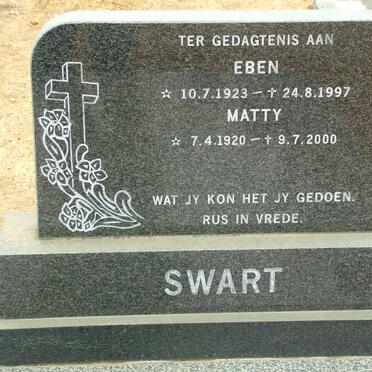 TER GEDAGTENIS AAN
EBEN
☆ 10.7.1923 – † 24.8.1997
MATTY
☆ 7.4.1920 – † 9.7.2000
WAT JY KON HET JY GEDOEN.
RUS IN VREDE.
SWART